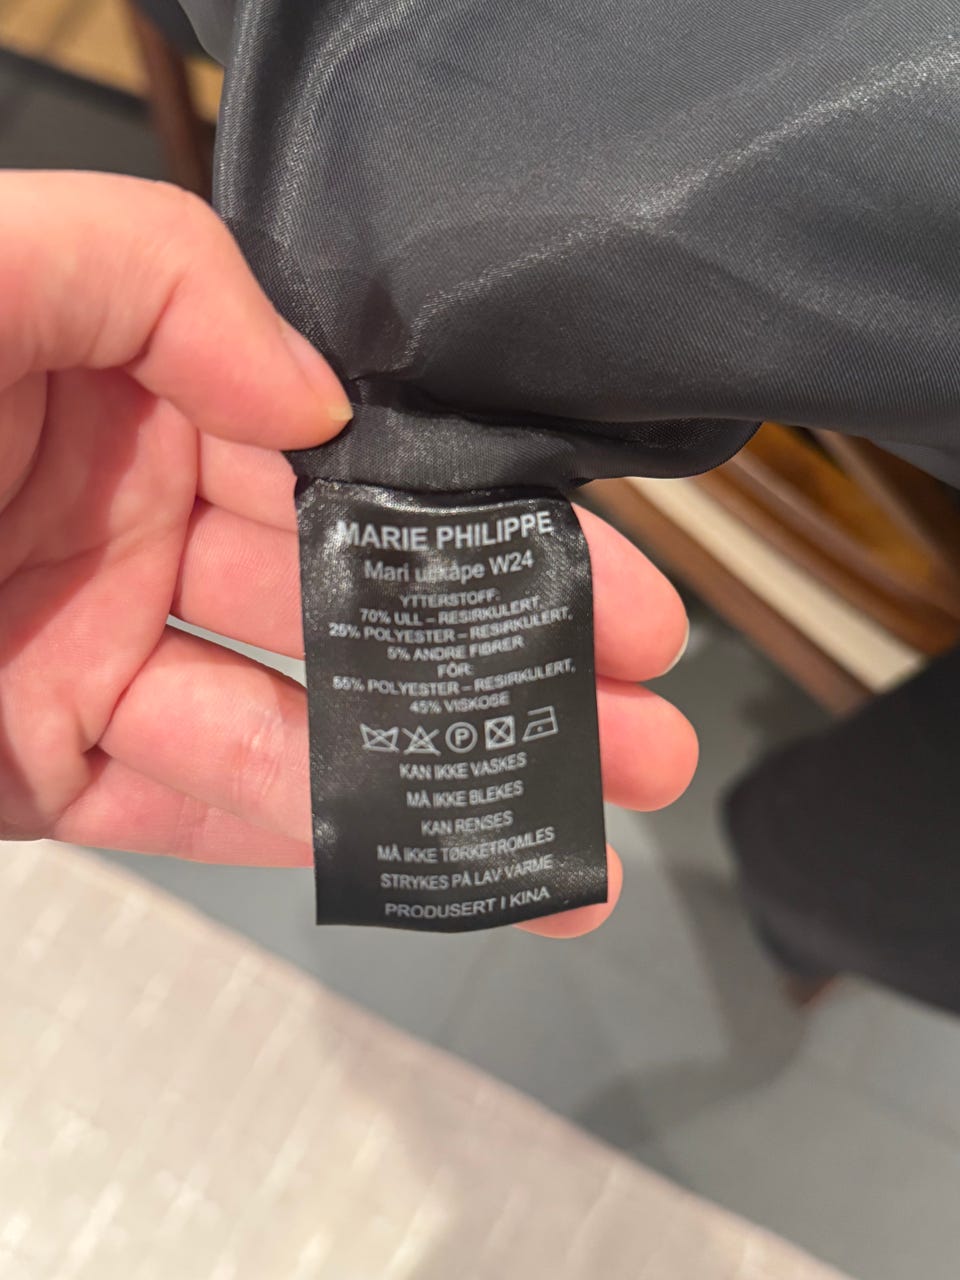 MARIE PHILIPPE
Mari ullkåpe W24
YTTERSTOFF:
70% ULL – RESIRKULERT,
25% POLYESTER – RESIRKULERT,
5% ANDRE FIBRER
FÔR:
55% POLYESTER – RESIRKULERT,
45% VISKOSE
P
KAN IKKE VASKES
MÅ IKKE BLEKES
KAN RENSES
MÅ IKKE TØRKETROMLES
STRYKES PÅ LAV VARME
PRODUSERT I KINA